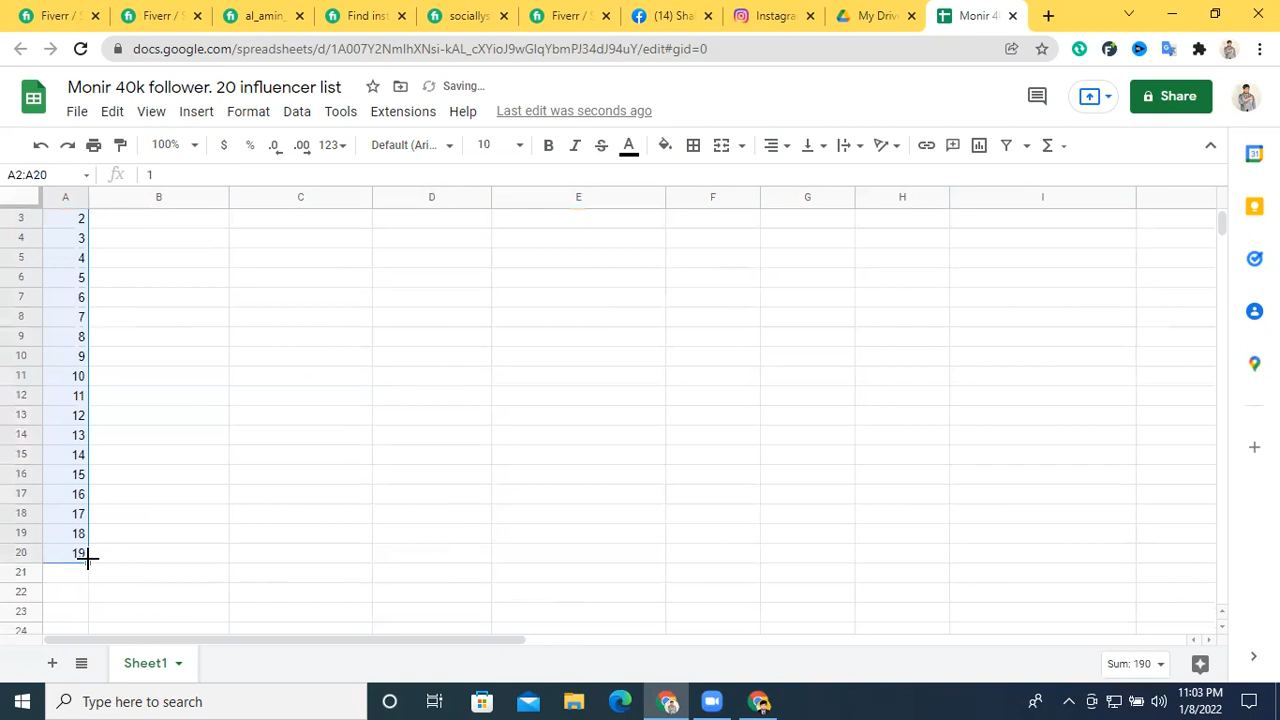 Fiverr / S
Fiverr / S
al_amin_
Find inst
sociallys
Fiverr / S
(14) Sha
Instagra
My Driv
Monir 4
docs.google.com/spreadsheets/d/1A007Y2NmIhXNsFkAL_cXYioJ9wGlqYbmPJ34dJ94uY/edit#gid=0
Monir 40k follower. 20 influencer list
Saving...
File Edit View Insert Format Data Tools Extensions Help Last edit was seconds ago
Share
100% $ % .0 .00 123 Default (Ari... 10 B I S A Σ
A2:A20 fx 1
A B C D E F G H I
3 2
4 3
5 4
6 5
7 6
8 7
9 8
10 9
11 10
12 11
13 12
14 13
15 14
16 15
17 16
18 17
19 18
20 19
21
22
23
24
Sheet1
Sum: 190
31
Type here to search
11:03 PM
1/8/2022